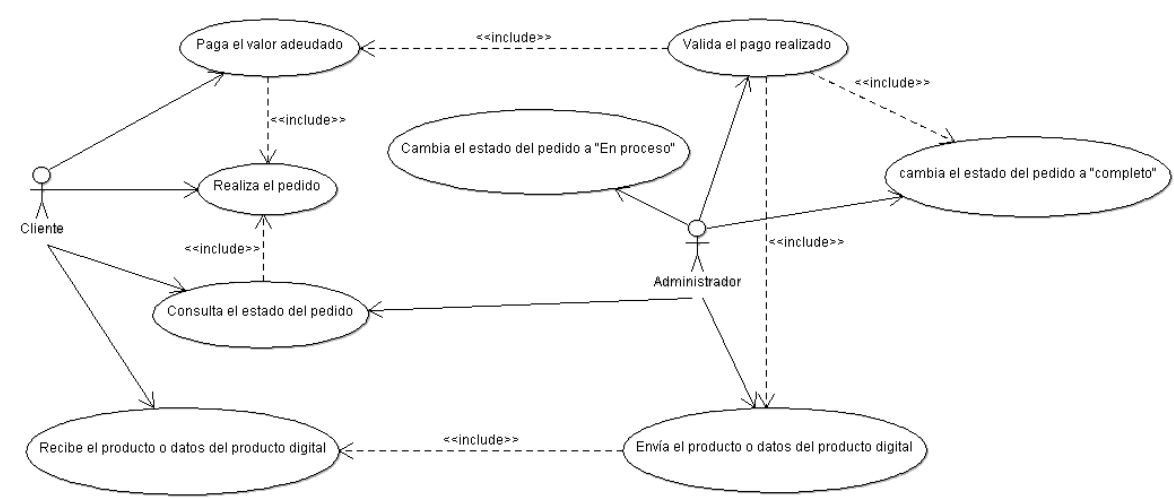 <<include>>
Paga el valor adeudado
Valida el pago realizado
<<include>>
<<include>>
Cambia el estado del pedido a "En proceso"
cambia el estado del pedido a "completo"
Realiza el pedido
Cliente
<<include>>
<<include>>
Administrador
Consulta el estado del pedido
<<include>>
Recibe el producto o datos del producto digital
Envía el producto o datos del producto digital